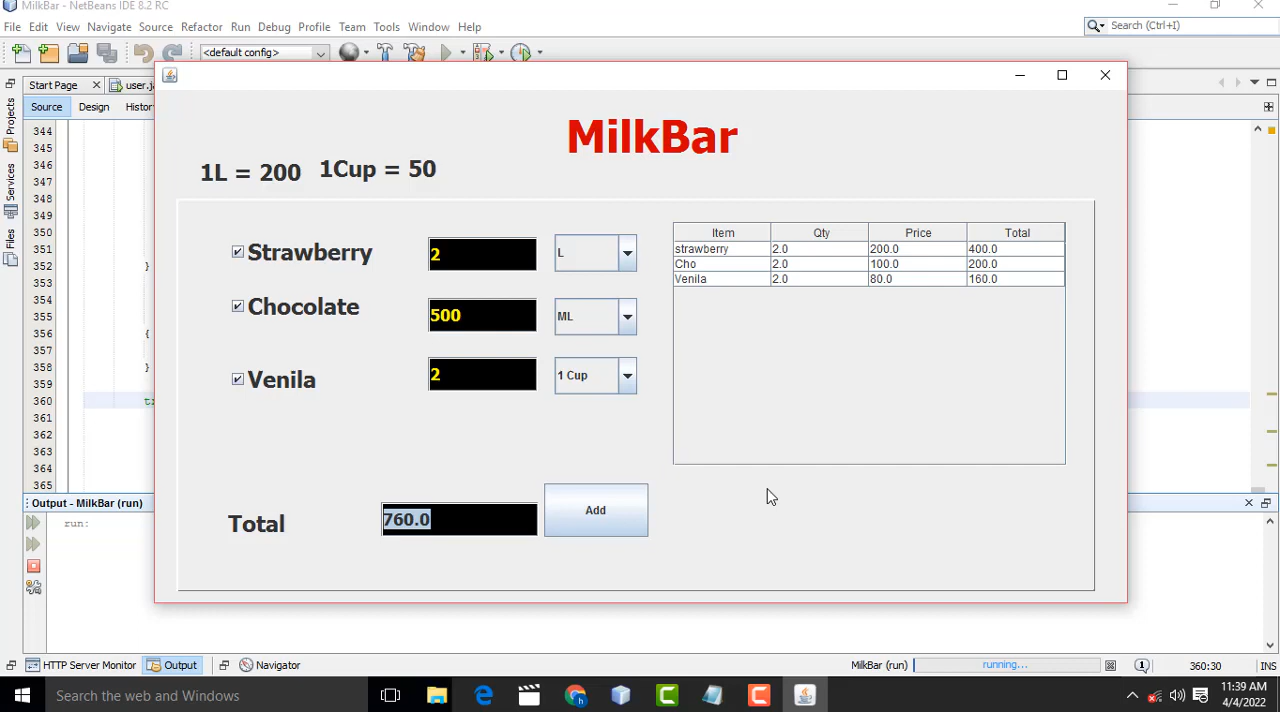 MilkBar - NetBeans IDE 8.2 RC
File Edit View Navigate Source Refactor Run Debug Profile Team Tools Window Help
Search (Ctrl+I)
<default config>
Start Page
user.j
Source Design Histor
Projects
Services
Files
MilkBar
1L = 200 1Cup = 50
Strawberry 2 L
Chocolate 500 ML
Venila 2 1 Cup
Total 760.0 Add
Item Qty Price Total
strawberry 2.0 200.0 400.0
Cho 2.0 100.0 200.0
Venila 2.0 80.0 160.0
344
345
346
347
348
349
350
351
352 }
353
354
355
356 {
357
358 }
359
360 t
361
362
363
364
365
Output - MilkBar (run)
run:
HTTP Server Monitor Output Navigator
MilkBar (run) running... 1 360:30 INS
Search the web and Windows
11:39 AM
4/4/2022